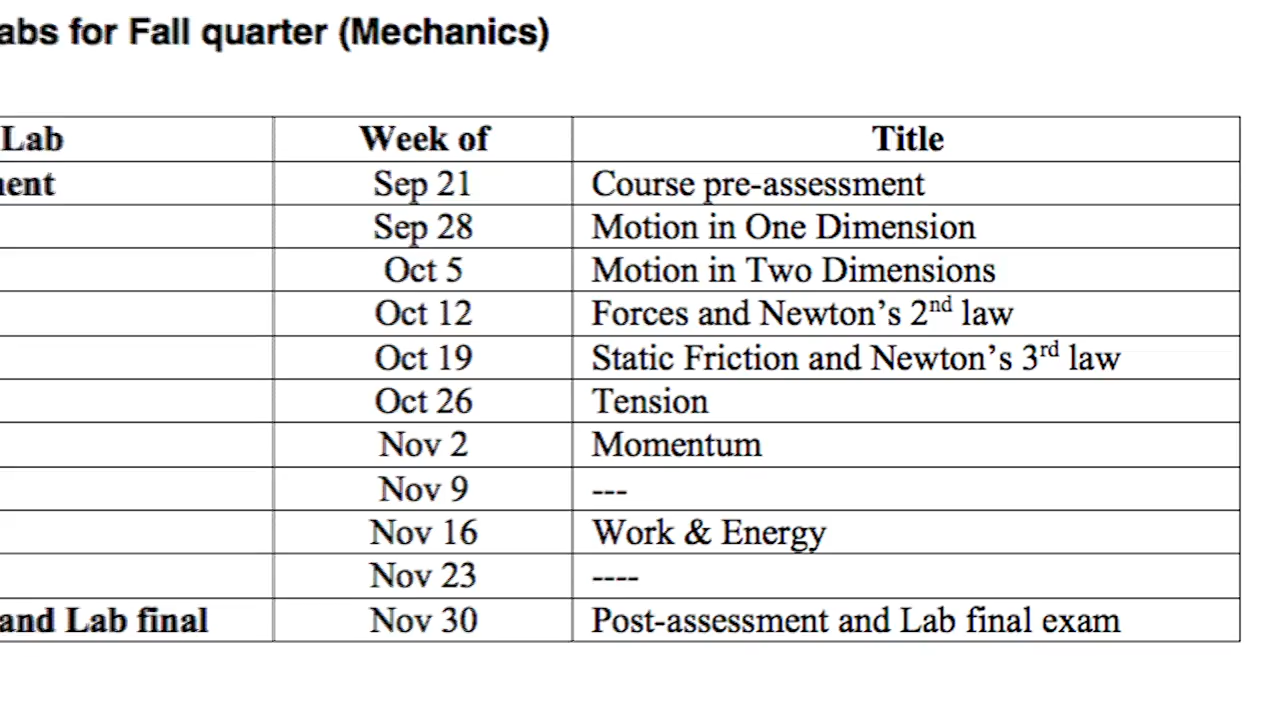 abs for Fall quarter (Mechanics)
Lab Week of Title
ent Sep 21 Course pre-assessment
Sep 28 Motion in One Dimension
Oct 5 Motion in Two Dimensions
Oct 12 Forces and Newton’s 2nd law
Oct 19 Static Friction and Newton’s 3rd law
Oct 26 Tension
Nov 2 Momentum
Nov 9 ---
Nov 16 Work & Energy
Nov 23 ----
and Lab final Nov 30 Post-assessment and Lab final exam